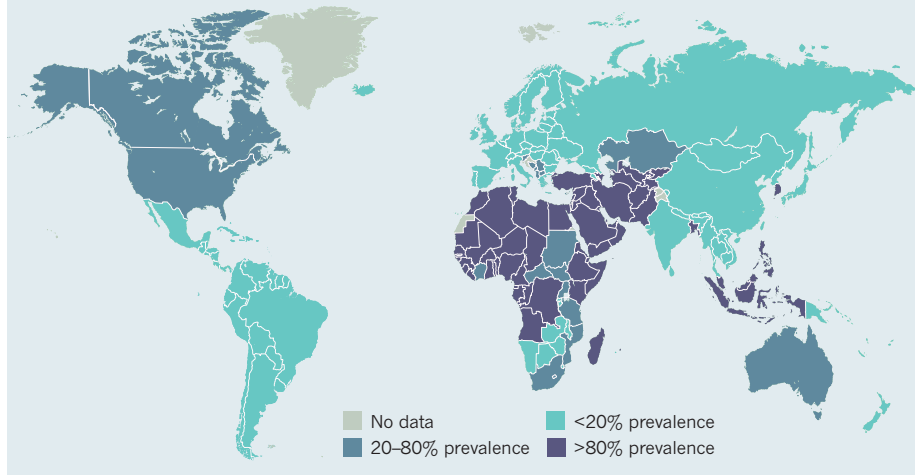 No data
20–80% prevalence
<20% prevalence
>80% prevalence